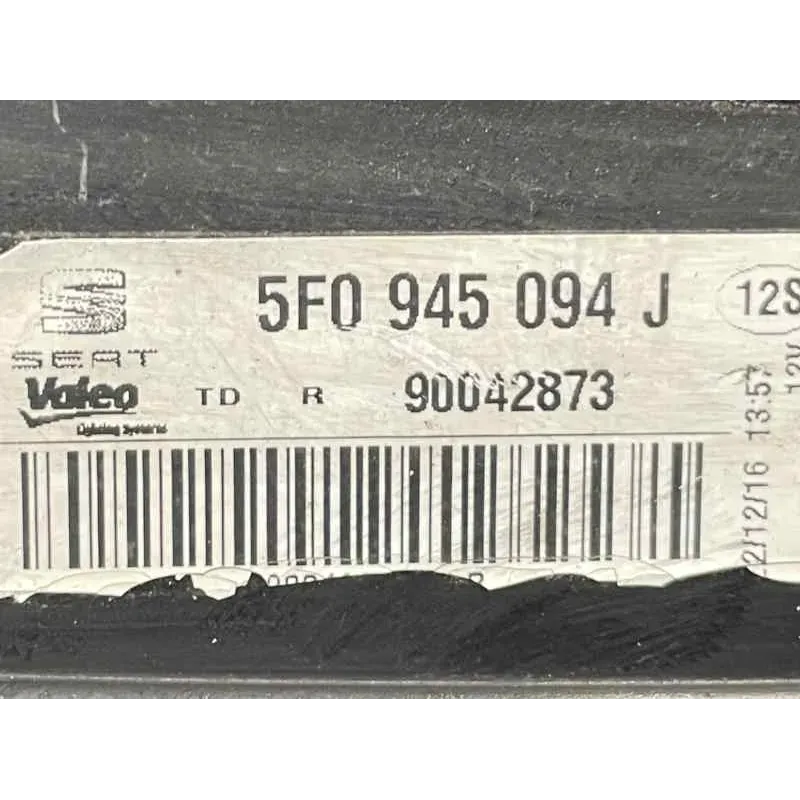 5F0 945 094 J
12S
SEAT
Valeo
TD R 90042873
Lighting Systems
2/12/16 13:57
12V